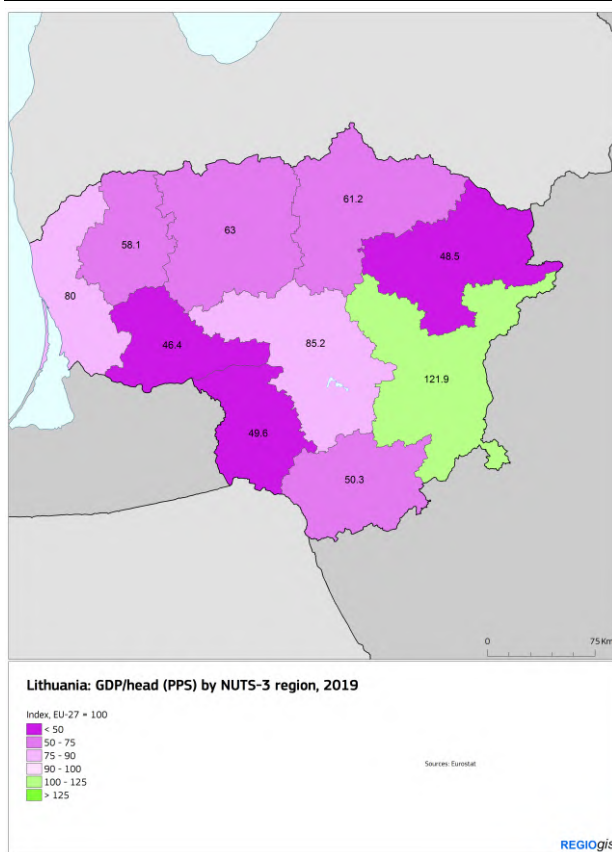 61.2
58.1
63
48.5
80
46.4
85.2
121.9
49.6
50.3
0
75 Km
Lithuania: GDP/head (PPS) by NUTS-3 region, 2019
Index, EU-27 = 100
< 50
50 - 75
75 - 90
90 - 100
100 - 125
> 125
Sources: Eurostat
REGIOgis